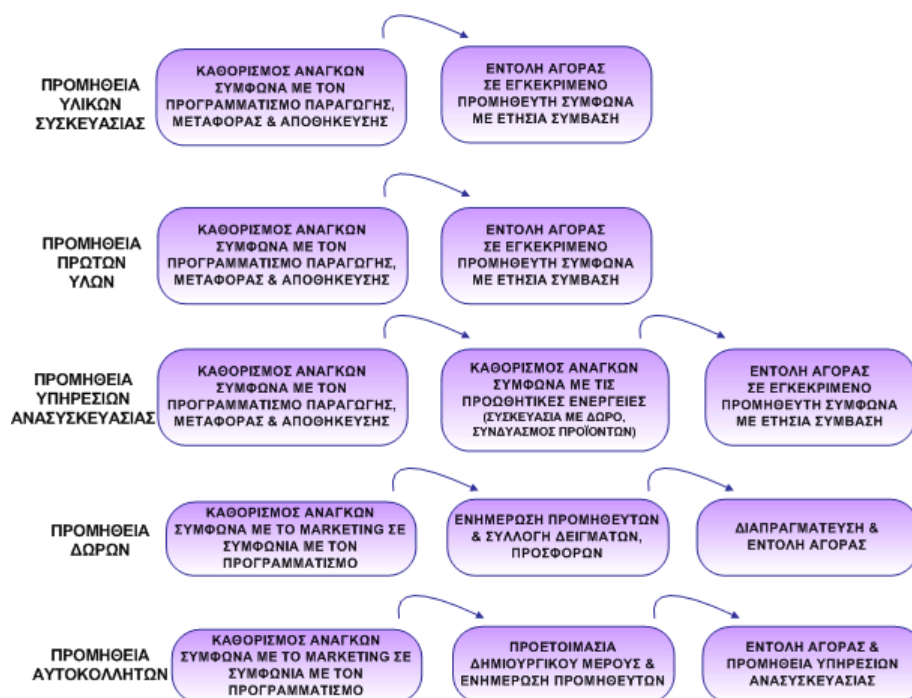 ΠΡΟΜΗΘΕΙΑ
ΥΛΙΚΩΝ
ΣΥΣΚΕΥΑΣΙΑΣ
ΚΑΘΟΡΙΣΜΟΣ ΑΝΑΓΚΩΝ
ΣΥΜΦΩΝΑ ΜΕ ΤΟΝ
ΠΡΟΓΡΑΜΜΑΤΙΣΜΟ ΠΑΡΑΓΩΓΗΣ,
ΜΕΤΑΦΟΡΑΣ & ΑΠΟΘΗΚΕΥΣΗΣ
ΕΝΤΟΛΗ ΑΓΟΡΑΣ
ΣΕ ΕΓΚΕΚΡΙΜΕΝΟ
ΠΡΟΜΗΘΕΥΤΗ ΣΥΜΦΩΝΑ
ΜΕ ΕΤΗΣΙΑ ΣΥΜΒΑΣΗ
ΠΡΟΜΗΘΕΙΑ
ΠΡΩΤΩΝ
ΥΛΩΝ
ΚΑΘΟΡΙΣΜΟΣ ΑΝΑΓΚΩΝ
ΣΥΜΦΩΝΑ ΜΕ ΤΟΝ
ΠΡΟΓΡΑΜΜΑΤΙΣΜΟ ΠΑΡΑΓΩΓΗΣ,
ΜΕΤΑΦΟΡΑΣ & ΑΠΟΘΗΚΕΥΣΗΣ
ΕΝΤΟΛΗ ΑΓΟΡΑΣ
ΣΕ ΕΓΚΕΚΡΙΜΕΝΟ
ΠΡΟΜΗΘΕΥΤΗ ΣΥΜΦΩΝΑ
ΜΕ ΕΤΗΣΙΑ ΣΥΜΒΑΣΗ
ΠΡΟΜΗΘΕΙΑ
ΥΠΗΡΕΣΙΩΝ
ΑΝΑΣΥΣΚΕΥΑΣΙΑΣ
ΚΑΘΟΡΙΣΜΟΣ ΑΝΑΓΚΩΝ
ΣΥΜΦΩΝΑ ΜΕ ΤΟΝ
ΠΡΟΓΡΑΜΜΑΤΙΣΜΟ ΠΑΡΑΓΩΓΗΣ,
ΜΕΤΑΦΟΡΑΣ & ΑΠΟΘΗΚΕΥΣΗΣ
ΚΑΘΟΡΙΣΜΟΣ ΑΝΑΓΚΩΝ
ΣΥΜΦΩΝΑ ΜΕ ΤΙΣ
ΠΡΟΩΘΗΤΙΚΕΣ ΕΝΕΡΓΕΙΕΣ
(ΣΥΣΚΕΥΑΣΙΑ ΜΕ ΔΩΡΟ,
ΣΥΝΔΥΑΣΜΟΣ ΠΡΟΪΟΝΤΩΝ)
ΕΝΤΟΛΗ ΑΓΟΡΑΣ
ΣΕ ΕΓΚΕΚΡΙΜΕΝΟ
ΠΡΟΜΗΘΕΥΤΗ ΣΥΜΦΩΝΑ
ΜΕ ΕΤΗΣΙΑ ΣΥΜΒΑΣΗ
ΠΡΟΜΗΘΕΙΑ
ΔΩΡΩΝ
ΚΑΘΟΡΙΣΜΟΣ ΑΝΑΓΚΩΝ
ΣΥΜΦΩΝΑ ΜΕ ΤΟ MARKETING ΣΕ
ΣΥΜΦΩΝΙΑ ΜΕ ΤΟΝ
ΠΡΟΓΡΑΜΜΑΤΙΣΜΟ
ΕΝΗΜΕΡΩΣΗ ΠΡΟΜΗΘΕΥΤΩΝ
& ΣΥΛΛΟΓΗ ΔΕΙΓΜΑΤΩΝ,
ΠΡΟΣΦΟΡΩΝ
ΔΙΑΠΡΑΓΜΑΤΕΥΣΗ &
ΕΝΤΟΛΗ ΑΓΟΡΑΣ
ΠΡΟΜΗΘΕΙΑ
ΑΥΤΟΚΟΛΛΗΤΩΝ
ΚΑΘΟΡΙΣΜΟΣ ΑΝΑΓΚΩΝ
ΣΥΜΦΩΝΑ ΜΕ ΤΟ MARKETING ΣΕ
ΣΥΜΦΩΝΙΑ ΜΕ ΤΟΝ
ΠΡΟΓΡΑΜΜΑΤΙΣΜΟ
ΠΡΟΕΤΟΙΜΑΣΙΑ
ΔΗΜΙΟΥΡΓΙΚΟΥ ΜΕΡΟΥΣ &
ΕΝΗΜΕΡΩΣΗ ΠΡΟΜΗΘΕΥΤΩΝ
ΕΝΤΟΛΗ ΑΓΟΡΑΣ &
ΠΡΟΜΗΘΕΙΑ ΥΠΗΡΕΣΙΩΝ
ΑΝΑΣΥΣΚΕΥΑΣΙΑΣ